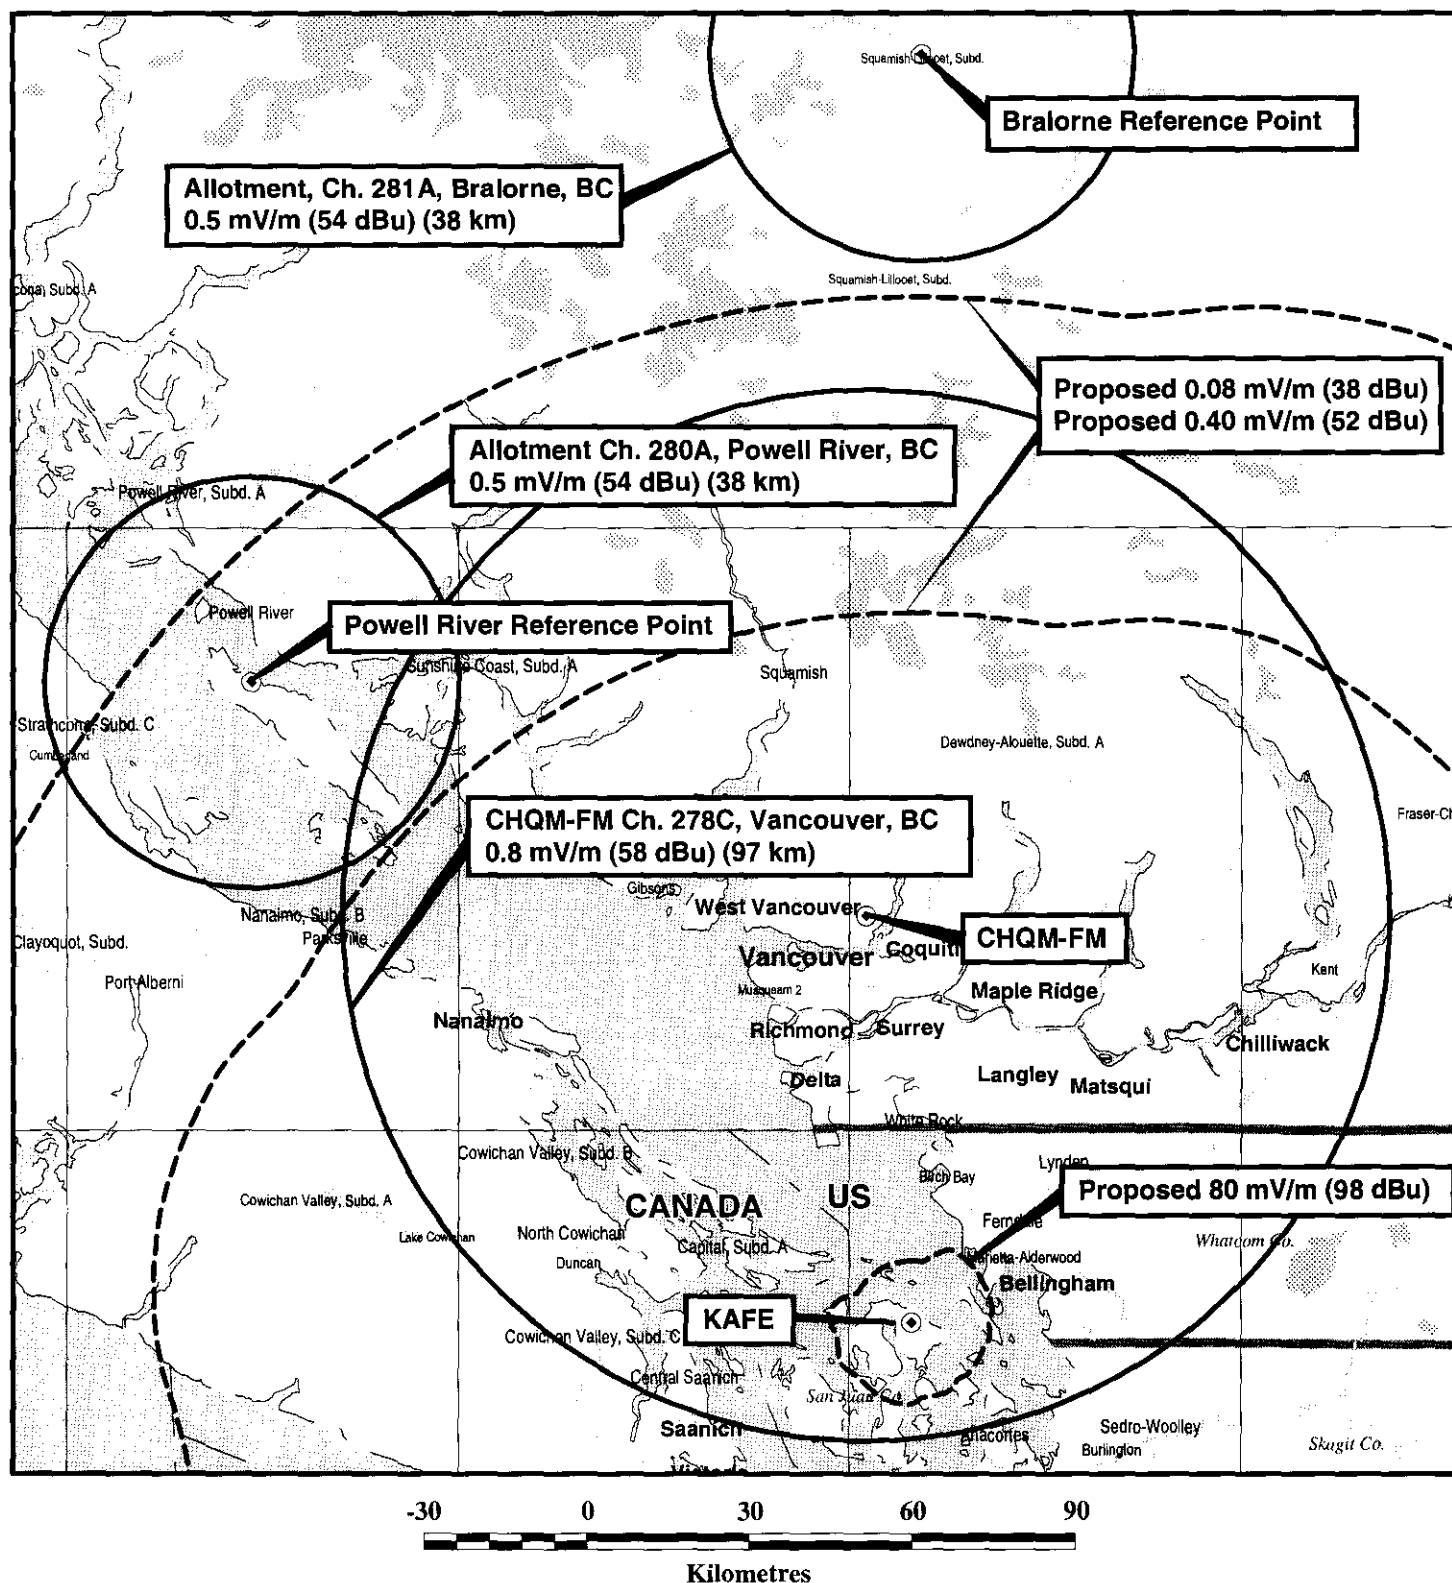 Squamish-Lillooet, Subd.
Bralorne Reference Point
Allotment, Ch. 281A, Bralorne, BC
0.5 mV/m (54 dBu) (38 km)
Squamish-Lillooet, Subd.
cona, Subd. A
Proposed 0.08 mV/m (38 dBu)
Proposed 0.40 mV/m (52 dBu)
Allotment Ch. 280A, Powell River, BC
0.5 mV/m (54 dBu) (38 km)
Powell River, Subd. A
Powell River
Powell River Reference Point
Sunshine Coast, Subd. A
Squamish
Strathcona, Subd. C
Cumberland
Dewdney-Alouette, Subd. A
CHQM-FM Ch. 278C, Vancouver, BC
0.8 mV/m (58 dBu) (97 km)
Fraser-Ch
Gibsons
West Vancouver
Nanaimo, Subd. B
Parksville
Clayoquot, Subd.
CHQM-FM
Vancouver
Coquitl
Kent
Port Alberni
Musqueam 2
Maple Ridge
Nanaimo
Richmond
Surrey
Chilliwack
Delta
Langley
Matsqui
White Rock
Cowichan Valley, Subd. B
Lynden
Birch Bay
Proposed 80 mV/m (98 dBu)
Cowichan Valley, Subd. A
CANADA
US
Ferndale
Lake Cowichan
North Cowichan
Capital, Subd. A
Whatcom Co.
Duncan
Marietta-Alderwood
Bellingham
KAFE
Cowichan Valley, Subd. C
Central Saanich
San Juan Co.
Saanich
Anacortes
Sedro-Woolley
Burlington
Skagit Co.
Victoria
-30 0 30 60 90
Kilometres